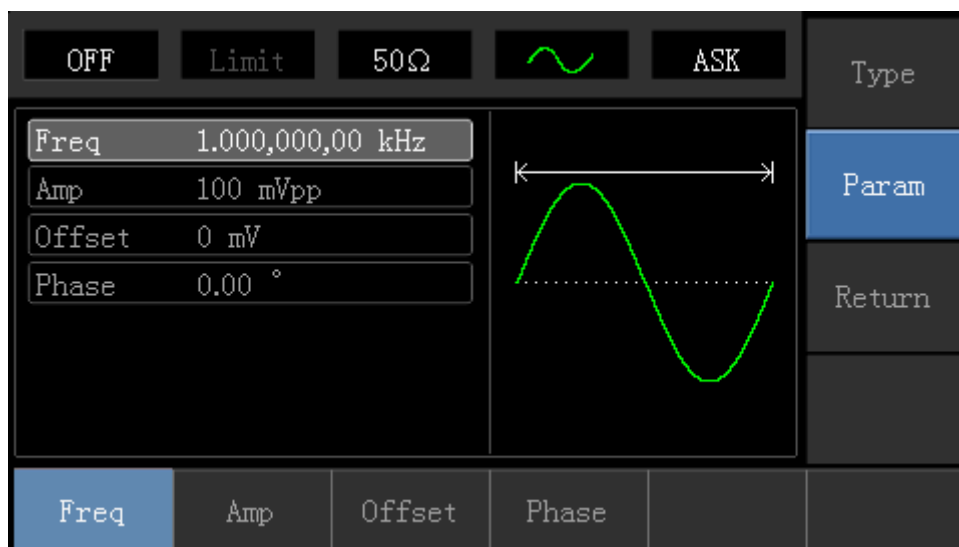 OFF Limit 50Ω ASK
Type
Freq 1.000,000,00 kHz
Amp 100 mVpp
Offset 0 mV
Phase 0.00 °
Param
Return
Freq Amp Offset Phase